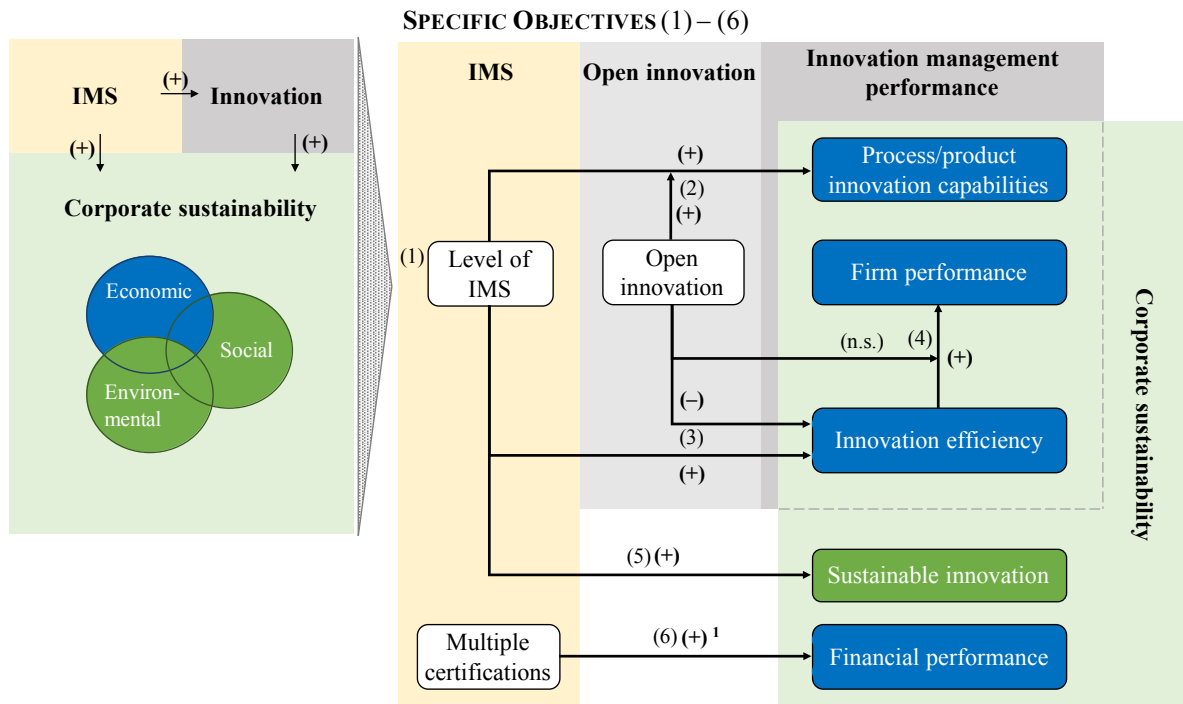 SPECIFIC OBJECTIVES (1) – (6)
IMS
(+)
Innovation
(+)
(+)
Corporate sustainability
Economic
Social
Environ-
mental
IMS
Open innovation
Innovation management
performance
(+)
(2)
(+)
Process/product
innovation capabilities
(1)
Level of
IMS
Open
innovation
Firm performance
(n.s.)
(4)
(+)
(–)
(3)
(+)
Innovation efficiency
Corporate sustainability
(5) (+)
Sustainable innovation
Multiple
certifications
(6) (+) 1
Financial performance